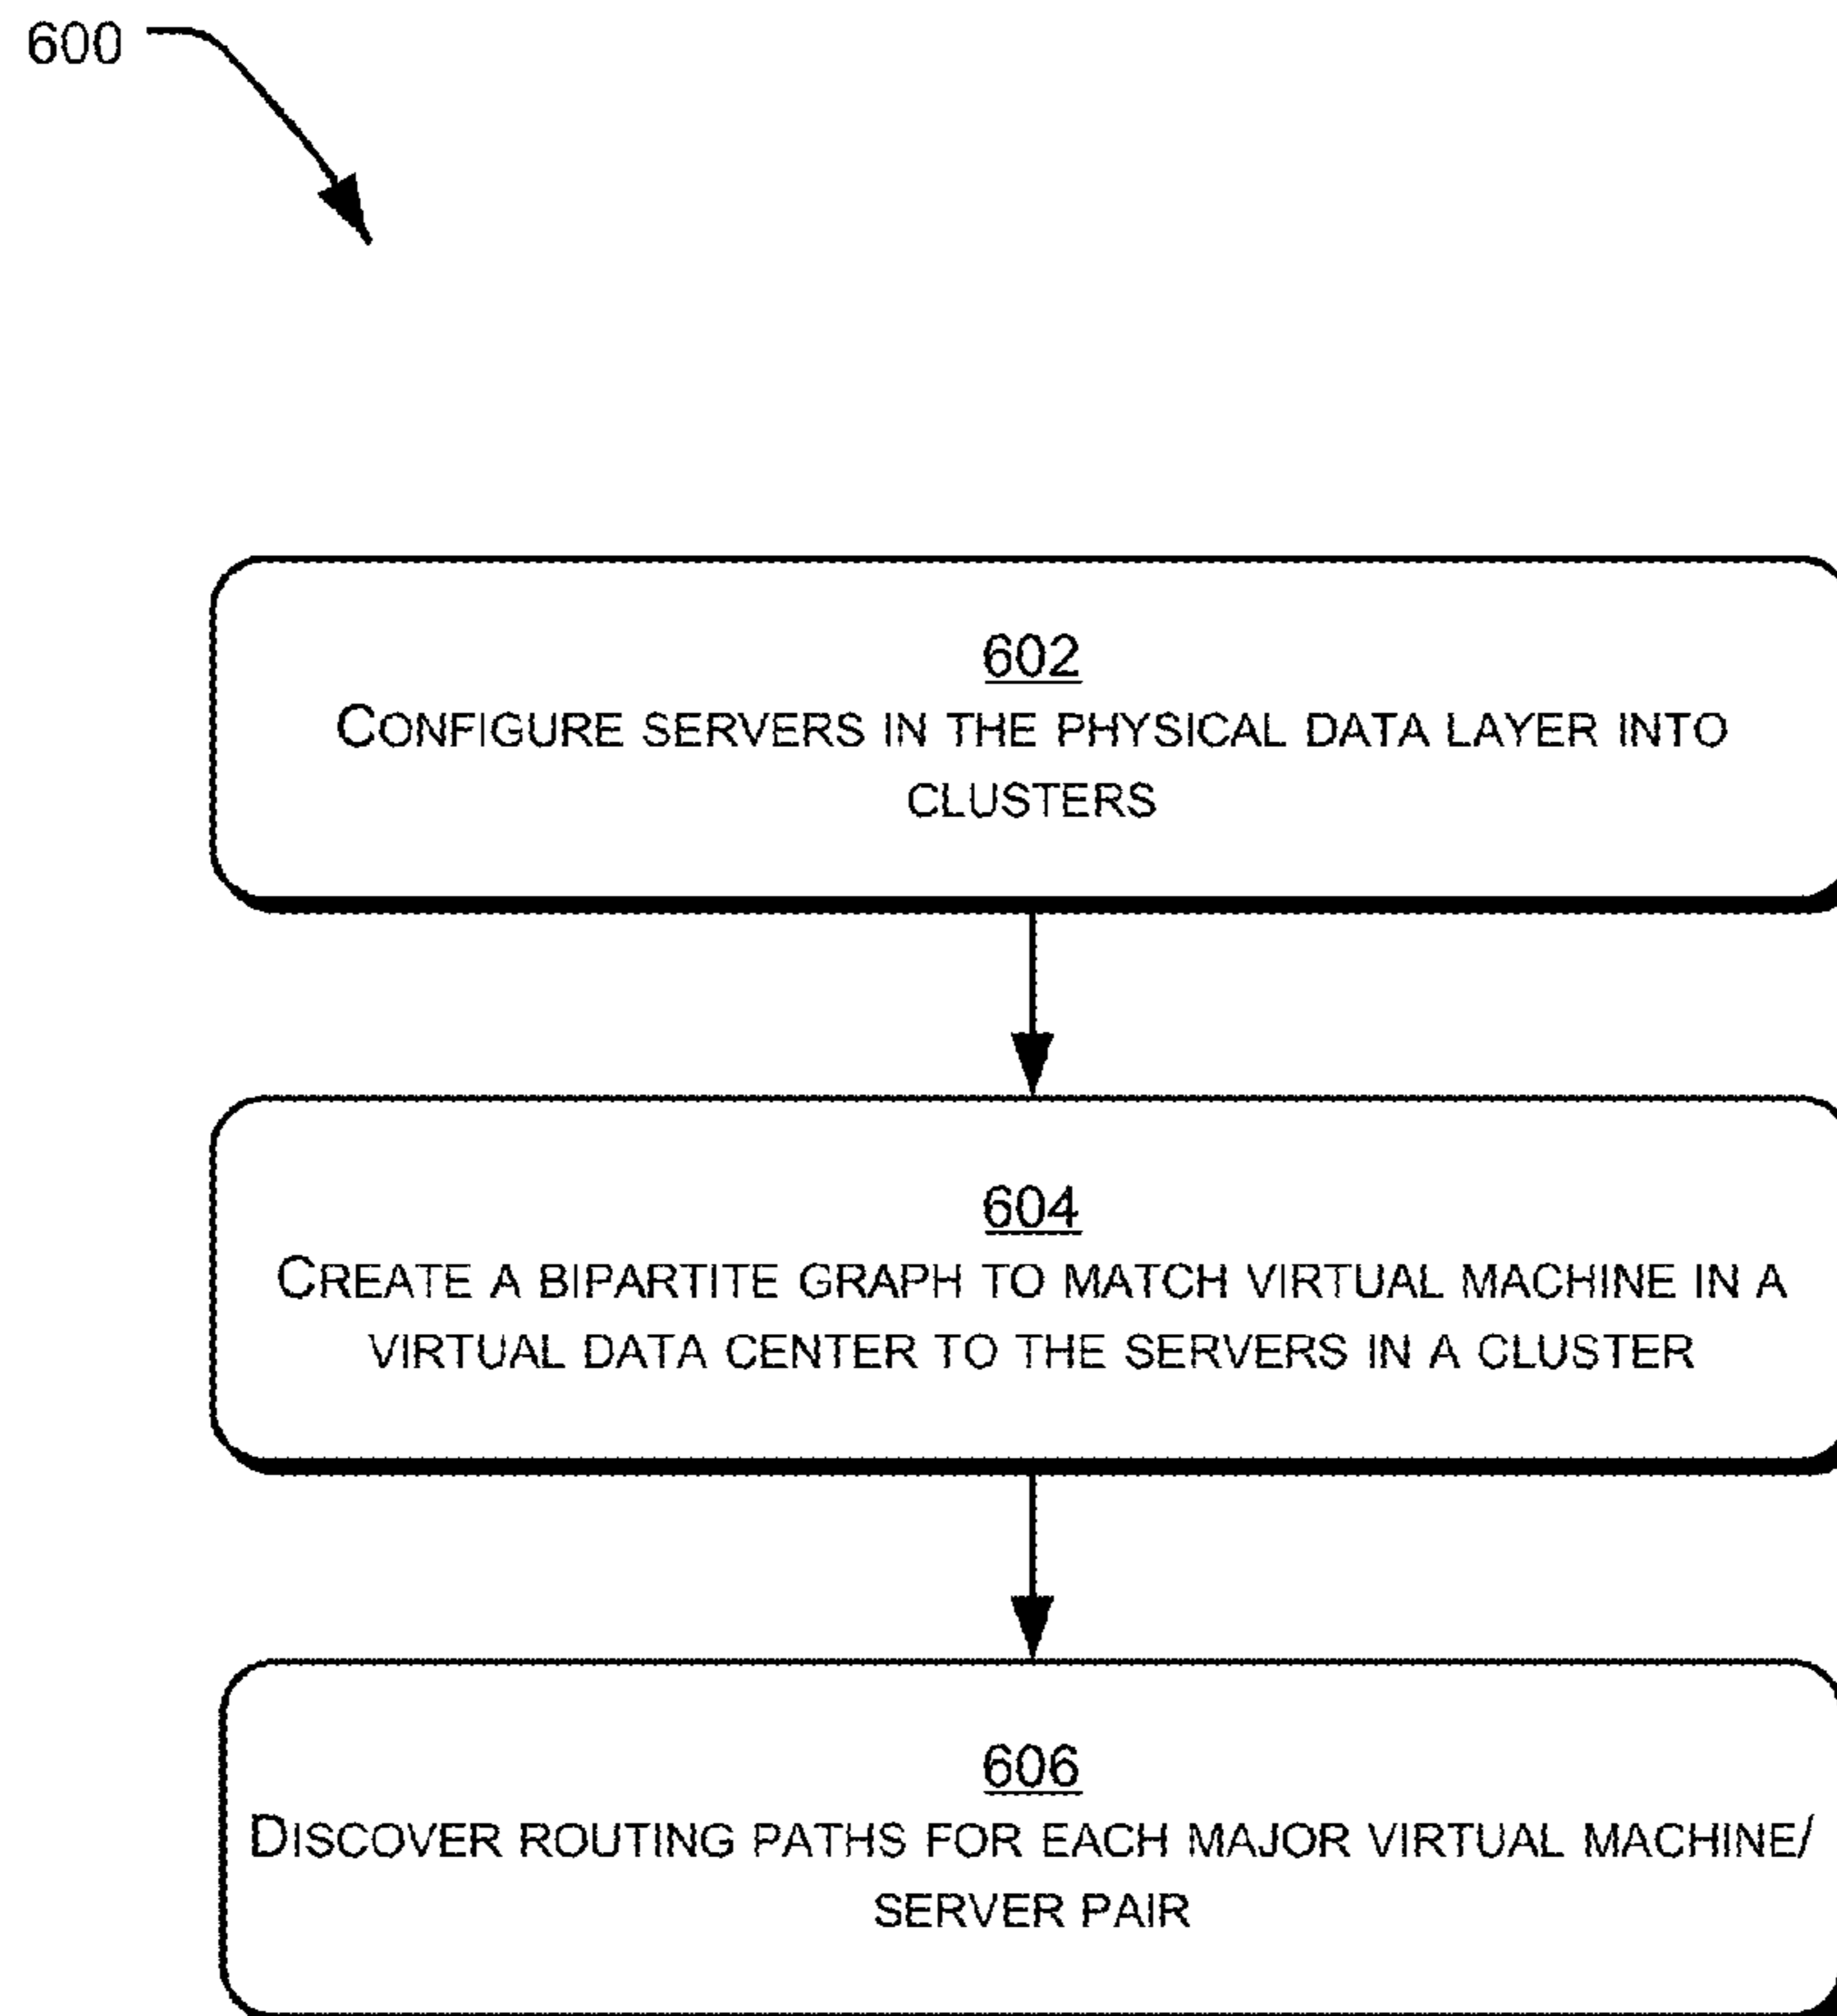 600
602
CONFIGURE SERVERS IN THE PHYSICAL DATA LAYER INTO
CLUSTERS
604
CREATE A BIPARTITE GRAPH TO MATCH VIRTUAL MACHINE IN A
VIRTUAL DATA CENTER TO THE SERVERS IN A CLUSTER
606
DISCOVER ROUTING PATHS FOR EACH MAJOR VIRTUAL MACHINE/
SERVER PAIR